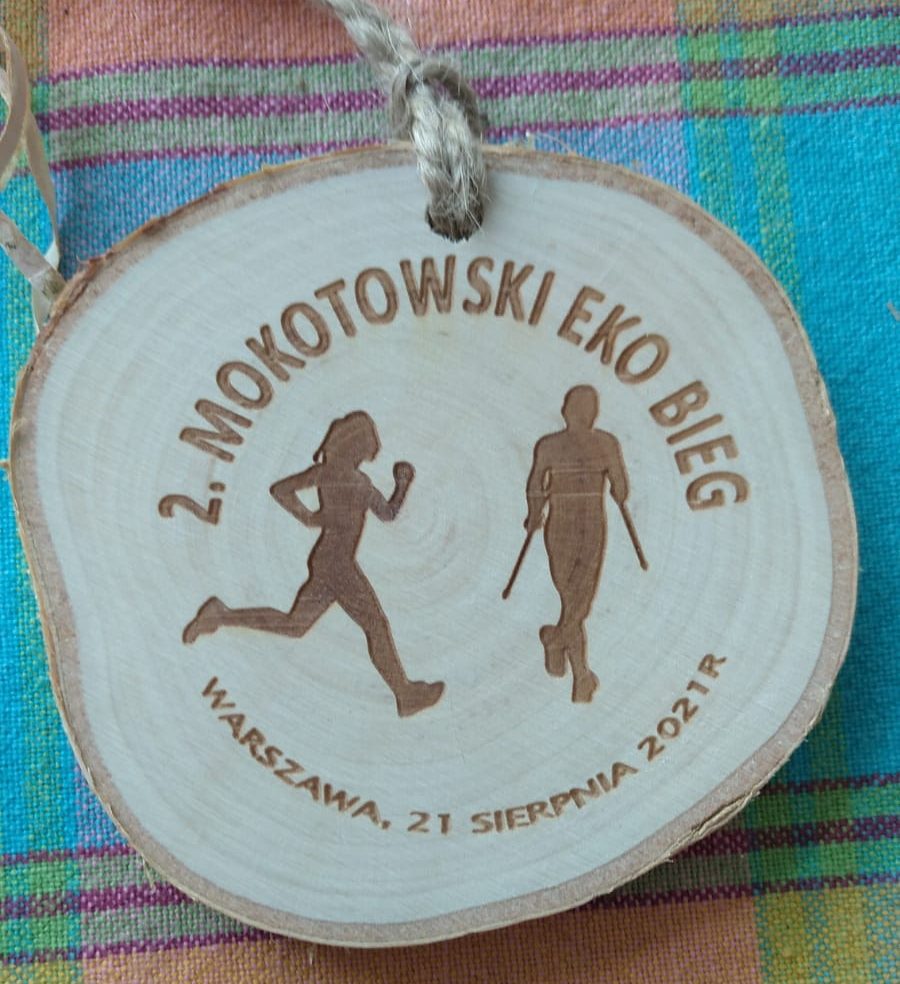 2. MOKOTOWSKI EKO BIEG
WARSZAWA, 21 SIERPNIA 2021R